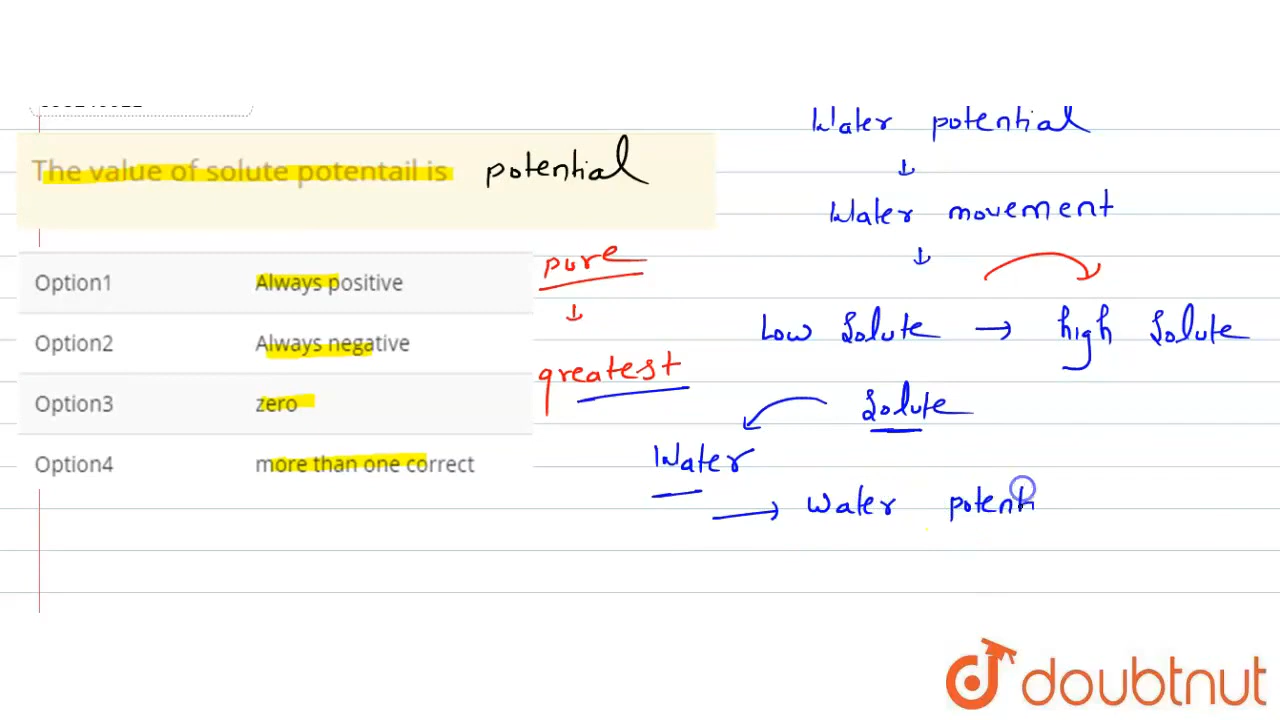 The value of solute potentail is potential
Option1 Always positive
Option2 Always negative
Option3 zero
Option4 more than one correct
pure
↓
greatest
Water potential
↓
Water movement
↓
Low Solute → high Solute
Solute
Water
→ Water potenti
doubtnut